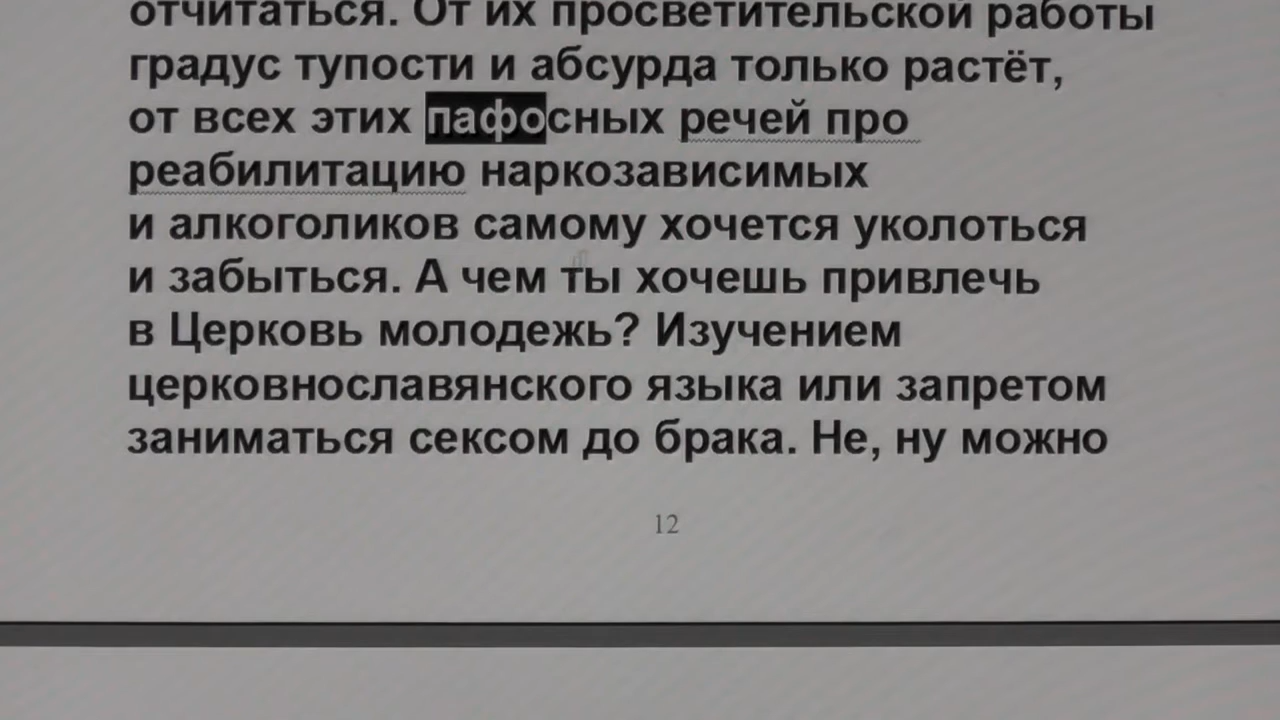 отчитаться. От их просветительской работы
градус тупости и абсурда только растёт,
от всех этих пафосных речей про
реабилитацию наркозависимых
и алкоголиков самому хочется уколоться
и забыться. А чем ты хочешь привлечь
в Церковь молодежь? Изучением
церковнославянского языка или запретом
заниматься сексом до брака. Не, ну можно
12